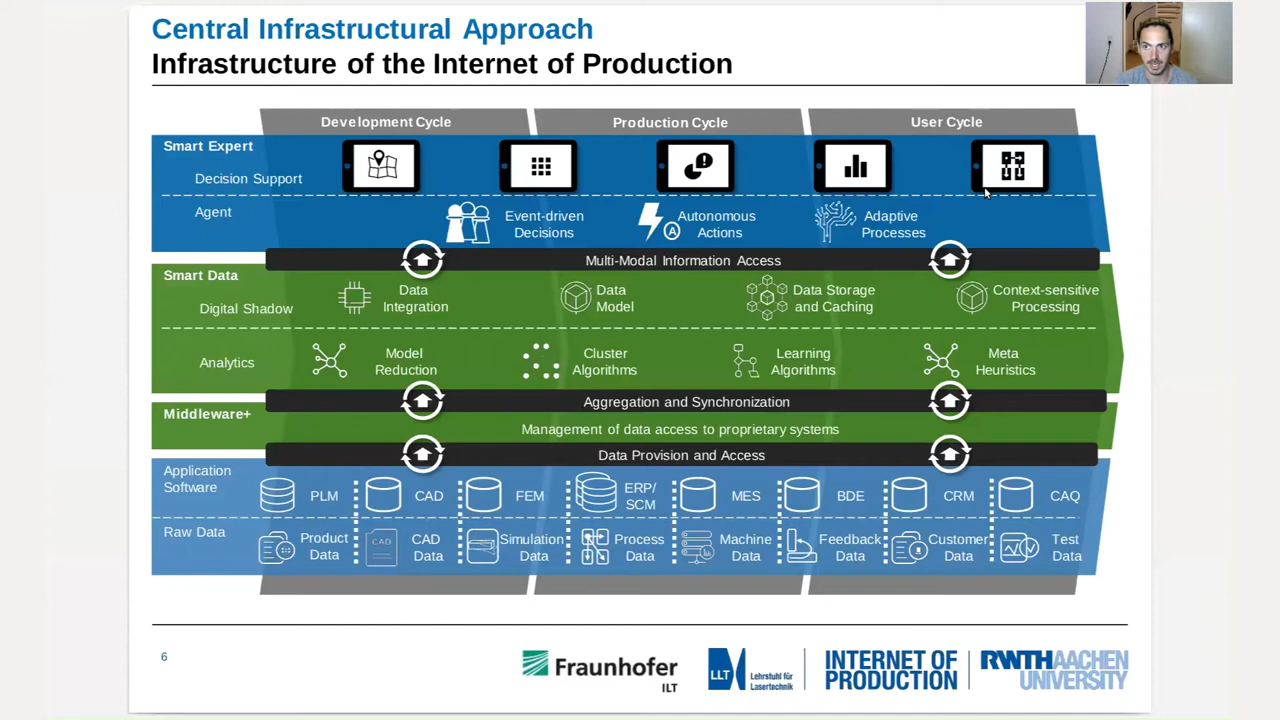 Central Infrastructural Approach
Infrastructure of the Internet of Production
Development Cycle
Production Cycle
User Cycle
Smart Expert
Decision Support
Agent
Event-driven
Decisions
A
Autonomous
Actions
Adaptive
Processes
Multi-Modal Information Access
Smart Data
Digital Shadow
Data
Integration
Data
Model
Data Storage
and Caching
Context-sensitive
Processing
Analytics
Model
Reduction
Cluster
Algorithms
Learning
Algorithms
Meta
Heuristics
Aggregation and Synchronization
Middleware+
Management of data access to proprietary systems
Data Provision and Access
Application
Software
PLM
CAD
FEM
ERP/
SCM
MES
BDE
CRM
CAQ
Raw Data
Product
Data
CAD
CAD
Data
Simulation
Data
Process
Data
Machine
Data
Feedback
Data
Customer
Data
Test
Data
6
Fraunhofer
ILT
LLT
Lehrstuhl für
Lasertechnik
INTERNET OF
PRODUCTION
RWTH AACHEN
UNIVERSITY